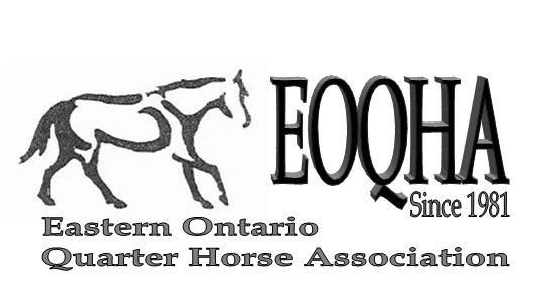 EOQHA
Since 1981
Eastern Ontario
Quarter Horse Association